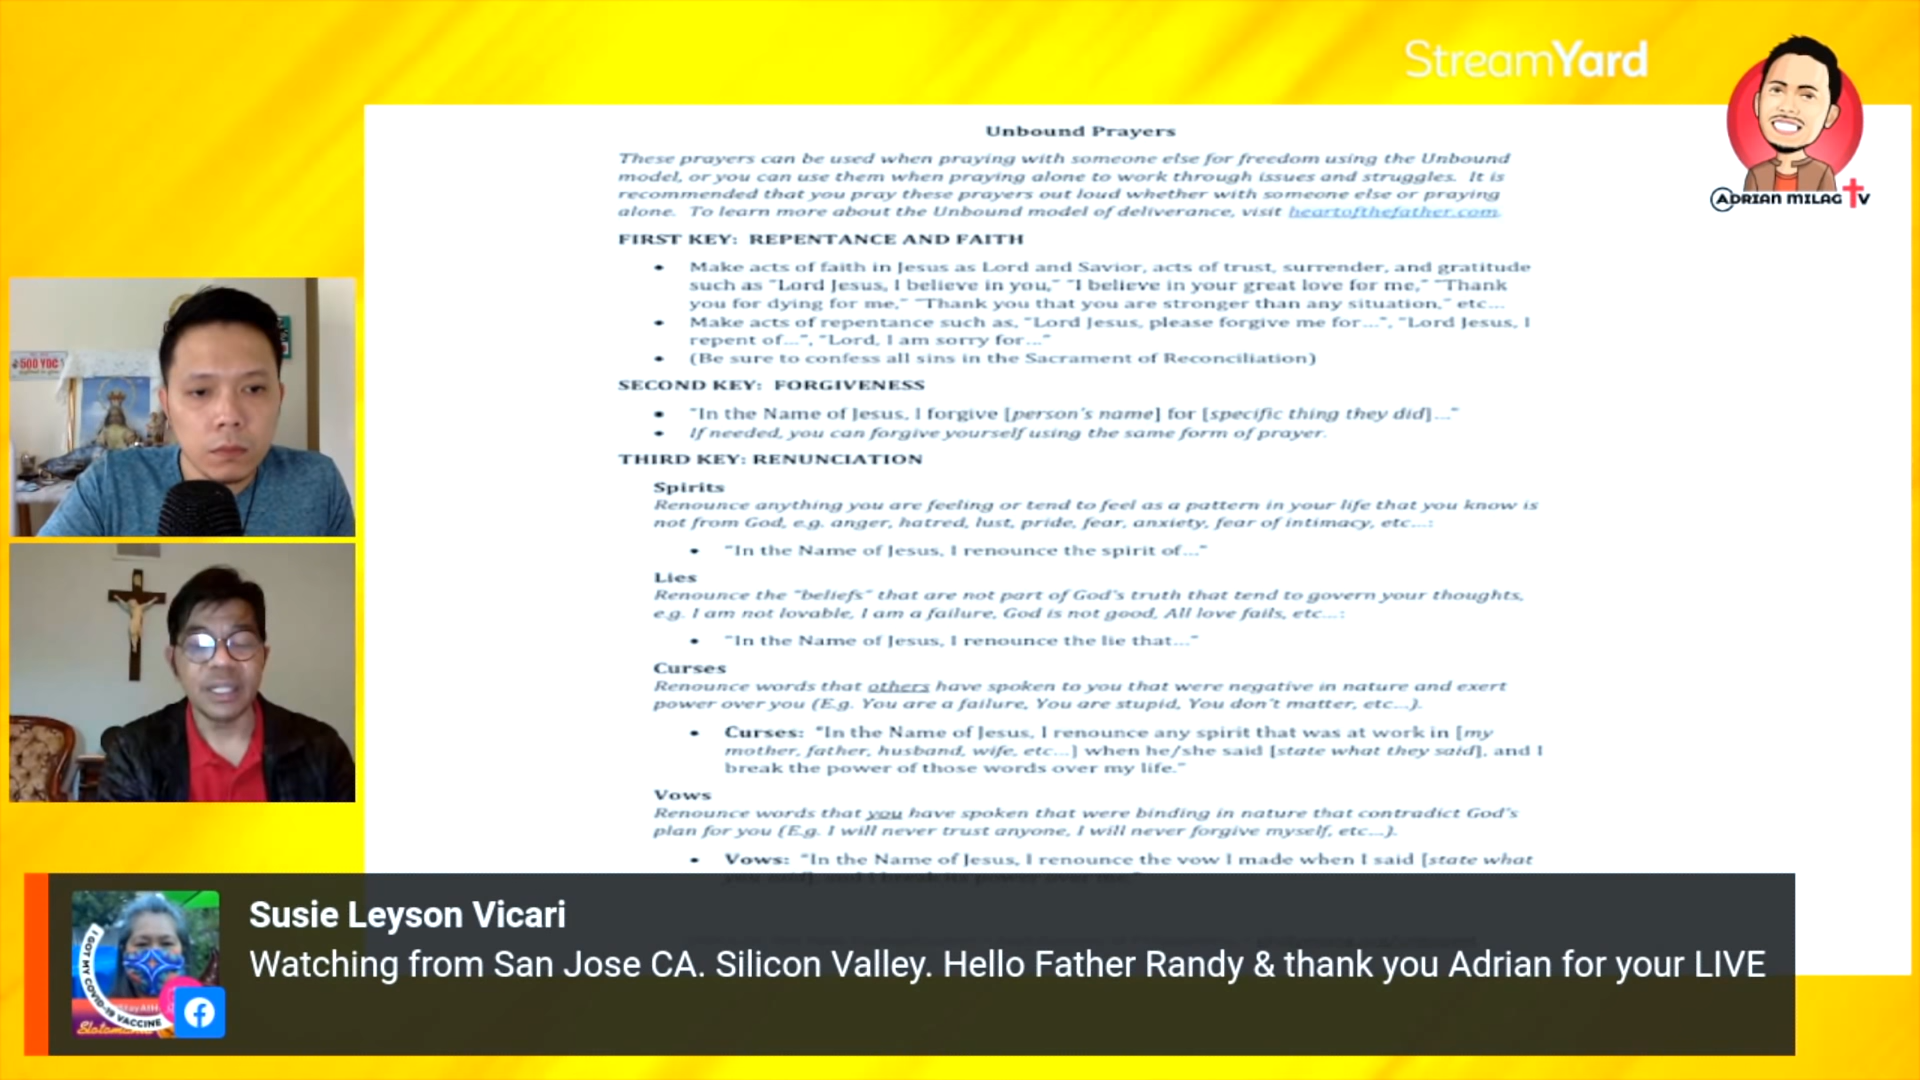 StreamYard
ADRIAN MILAG TV
Unbound Prayers
These prayers can be used when praying with someone else for freedom using the Unbound
model, or you can use them when praying alone to work through issues and struggles. It is
recommended that you pray these prayers out loud whether with someone else or praying
alone. To learn more about the Unbound model of deliverance, visit heartofthefather.com.
FIRST KEY: REPENTANCE AND FAITH
• Make acts of faith in Jesus as Lord and Savior, acts of trust, surrender, and gratitude
such as "Lord Jesus, I believe in you," "I believe in your great love for me," "Thank
you for dying for me," "Thank you that you are stronger than any situation," etc...
• Make acts of repentance such as, "Lord Jesus, please forgive me for...", "Lord Jesus, I
repent of...", "Lord, I am sorry for..."
• (Be sure to confess all sins in the Sacrament of Reconciliation)
SECOND KEY: FORGIVENESS
• "In the Name of Jesus, I forgive [person's name] for [specific thing they did]..."
• If needed, you can forgive yourself using the same form of prayer.
THIRD KEY: RENUNCIATION
Spirits
Renounce anything you are feeling or tend to feel as a pattern in your life that you know is
not from God, e.g. anger, hatred, lust, pride, fear, anxiety, fear of intimacy, etc...:
• "In the Name of Jesus, I renounce the spirit of..."
Lies
Renounce the "beliefs" that are not part of God's truth that tend to govern your thoughts,
e.g. I am not lovable, I am a failure, God is not good, All love fails, etc...:
• "In the Name of Jesus, I renounce the lie that..."
Curses
Renounce words that others have spoken to you that were negative in nature and exert
power over you (E.g. You are a failure, You are stupid, You don't matter, etc...).
• Curses: "In the Name of Jesus, I renounce any spirit that was at work in [my
mother, father, husband, wife, etc...] when he/she said [state what they said], and I
break the power of those words over my life."
Vows
Renounce words that you have spoken that were binding in nature that contradict God's
plan for you (E.g. I will never trust anyone, I will never forgive myself, etc...).
• Vows: "In the Name of Jesus, I renounce the vow I made when I said [state what
you said], and I break its power over me."
500 YOC
I GOT MY COVID-19 VACCINE
Susie Leyson Vicari
Watching from San Jose CA. Silicon Valley. Hello Father Randy & thank you Adrian for your LIVE